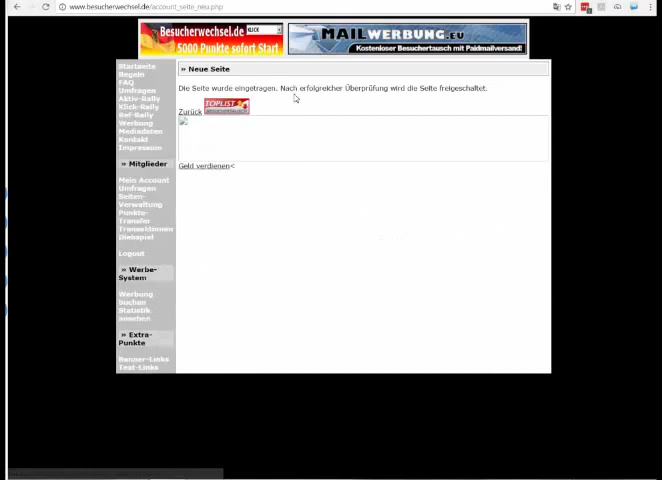 www.besucherwechsel.de/account_seite_neu.php
Besucherwechsel.de KLICK
5000 Punkte sofort Start
MAILWERBUNG.EU
Kostenloser Besuchertausch mit Paidmailversand!
Startseite
Regeln
FAQ
Umfragen
Aktiv-Rally
Klick-Rally
Ref-Rally
Werbung
Mediadaten
Kontakt
Impressum
» Mitglieder
Mein Account
Umfragen
Seiten-
Verwaltung
Punkte-
Transfer
Transaktionen
Diebspiel
Logout
» Werbe-
System
Werbung
buchen
Statistik
ansehen
» Extra-
Punkte
Banner-Links
Text-Links
» Neue Seite
Die Seite wurde eingetragen. Nach erfolgreicher Überprüfung wird die Seite freigeschaltet.
Zurück TOPLIST
Geld verdienen<